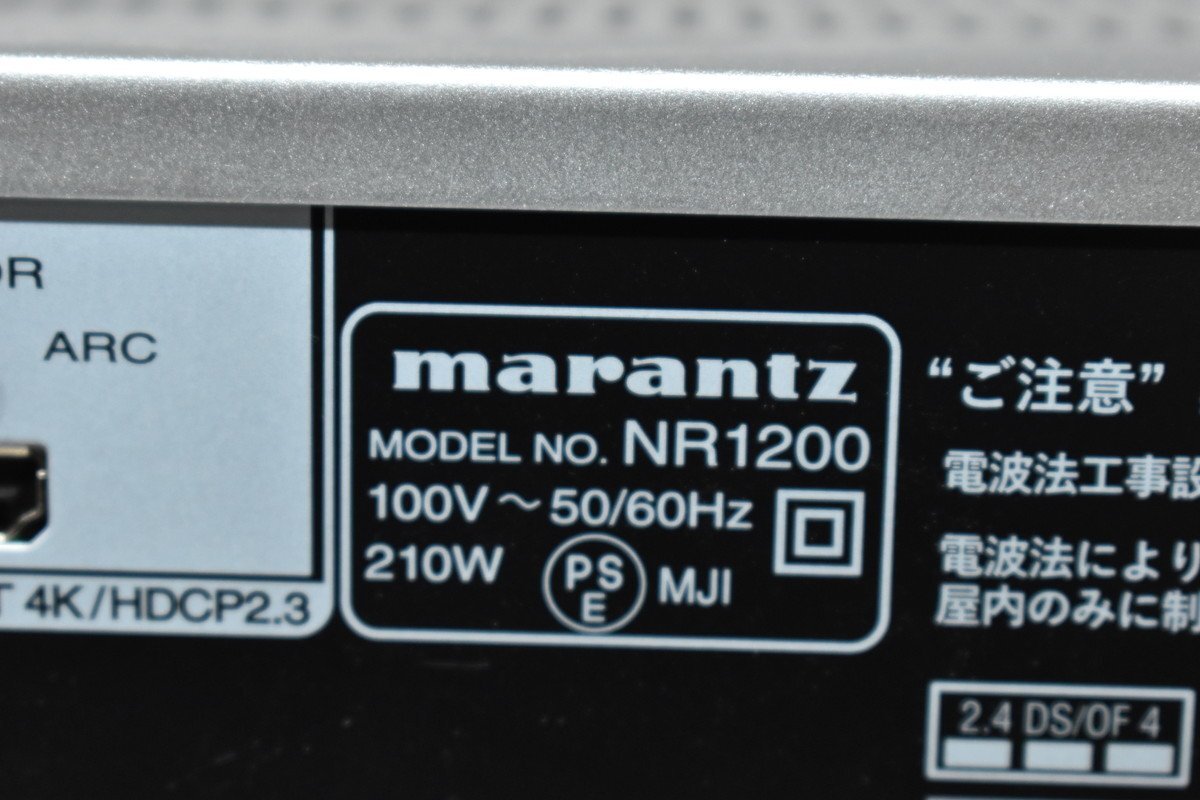 ARC
T 4K/HDCP2.3
marantz
MODEL NO. NR1200
100V ～ 50/60Hz
210W
PSE
MJI
“ご注意”
電波法工事設
電波法により
屋内のみに制
2.4 DS/OF 4